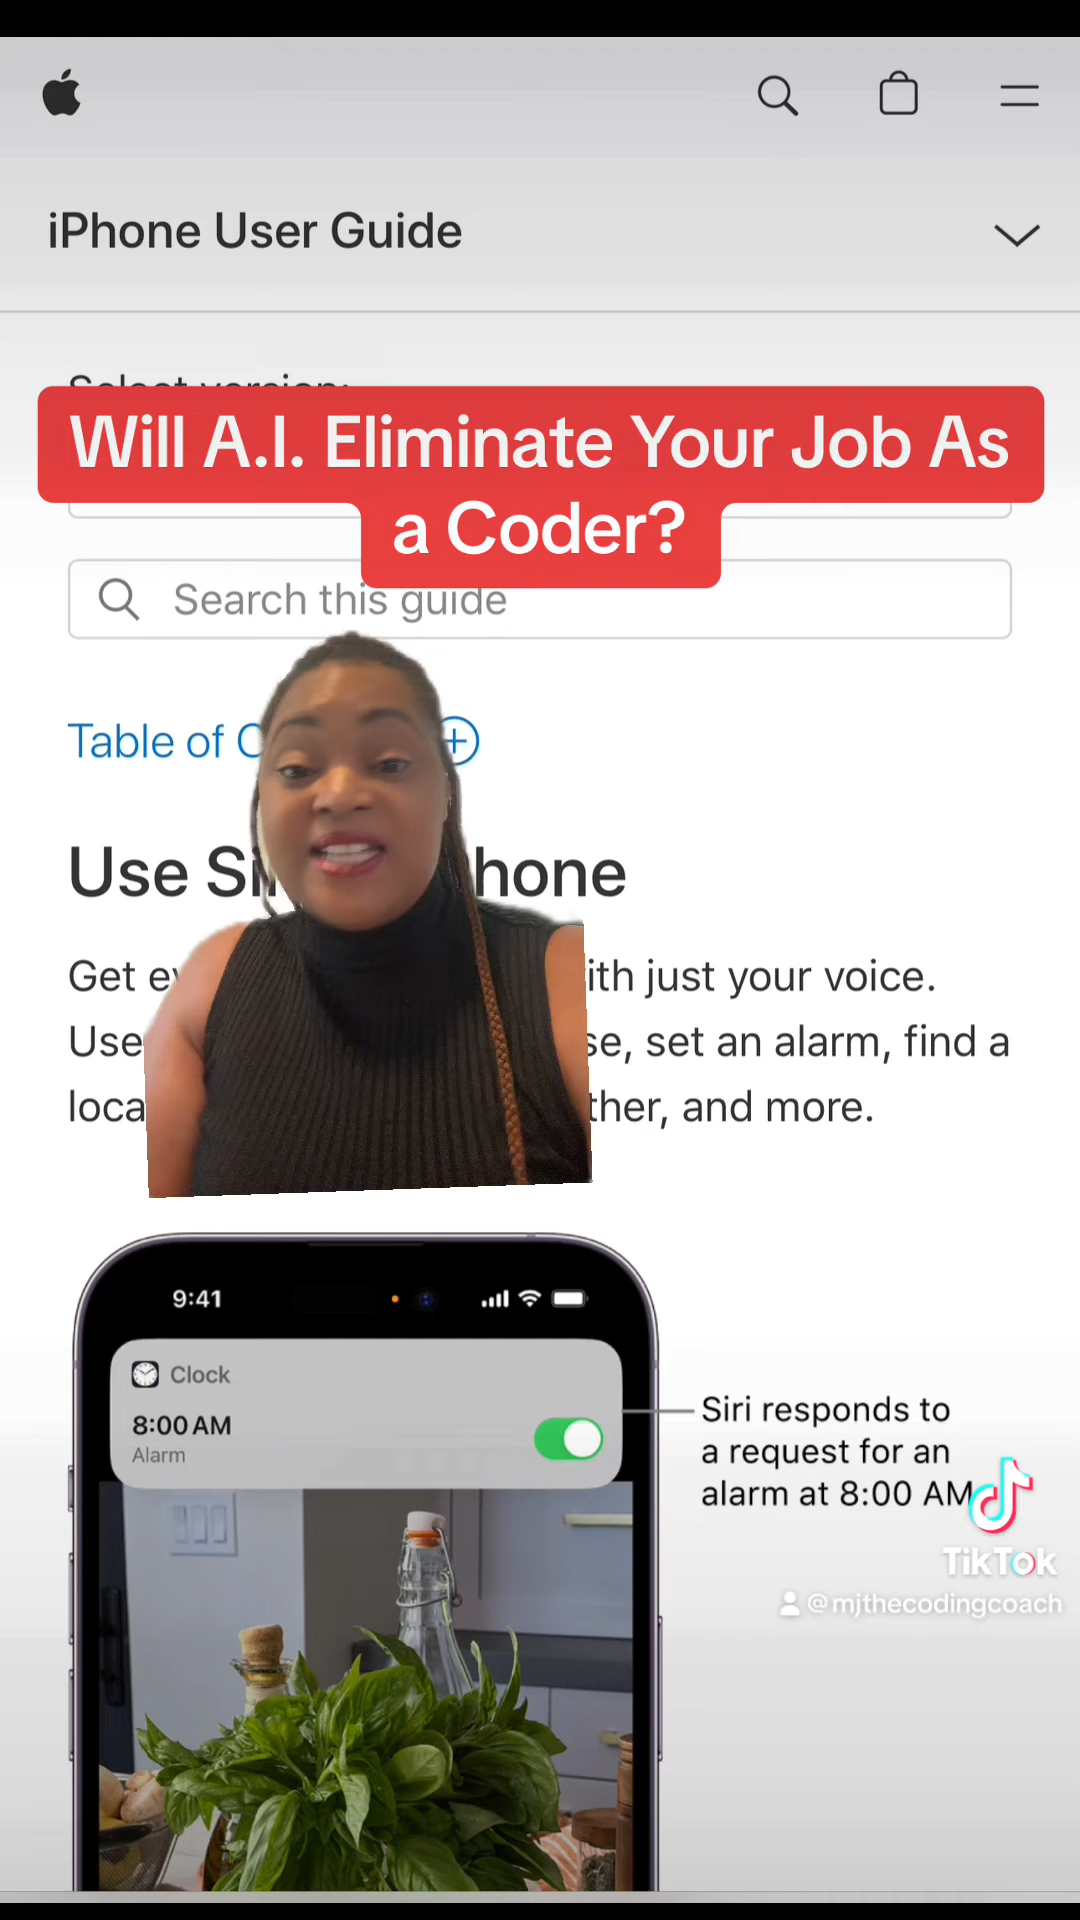 iPhone User Guide
Select version:
Will A.I. Eliminate Your Job As
a Coder?
Search this guide
Table of
Use hone
Get ith just your voice.
Use se, set an alarm, find a
loca ther, and more.
9:41
Clock
8:00 AM
Alarm
Siri responds to
a request for an
alarm at 8:00 AM
TikTok
@mjthecodingcoach